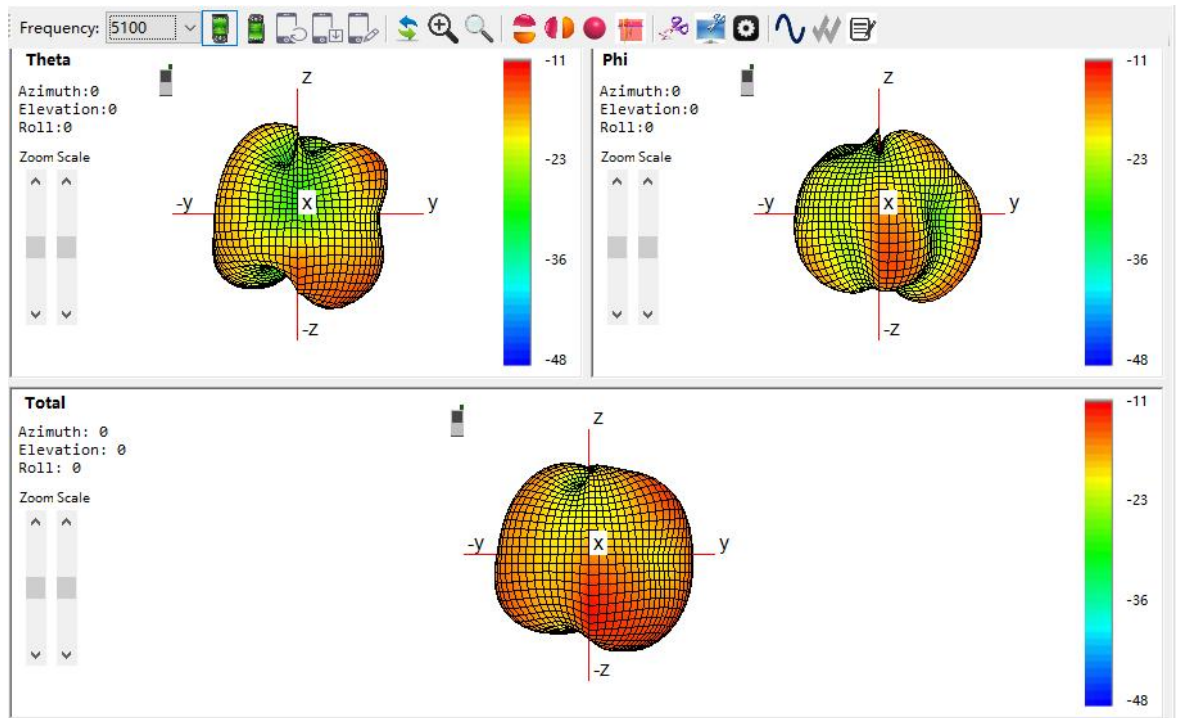 Frequency: 5100
Theta
Azimuth:0
Elevation:0
Roll:0
Zoom Scale
z
-y
x
y
-z
-11
-23
-36
-48
Phi
Azimuth:0
Elevation:0
Roll:0
Zoom Scale
z
-y
x
y
-z
-11
-23
-36
-48
Total
Azimuth: 0
Elevation: 0
Roll: 0
Zoom Scale
z
-y
x
y
-z
-11
-23
-36
-48